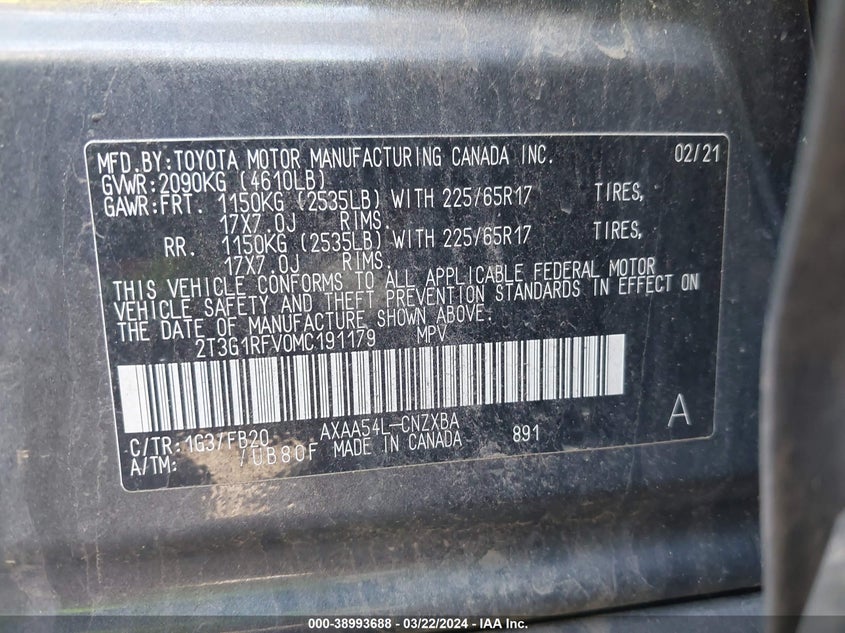 MFD.BY:TOYOTA MOTOR MANUFACTURING CANADA INC. 02/21
GVWR:2090KG (4610LB)
GAWR:FRT. 1150KG (2535LB) WITH 225/65R17 TIRES,
17X7.0J RIMS.
RR. 1150KG (2535LB) WITH 225/65R17 TIRES,
17X7.0J RIMS.
THIS VEHICLE CONFORMS TO ALL APPLICABLE FEDERAL MOTOR
VEHICLE SAFETY AND THEFT PREVENTION STANDARDS IN EFFECT ON
THE DATE OF MANUFACTURE SHOWN ABOVE.
2T3G1RFV0MC191179 MPV
C/TR:1G3/FB20 AXAA54L-CNZXBA
A/TM: /UB80F MADE IN CANADA 891
A
000-38993688 - 03/22/2024 - IAA Inc.